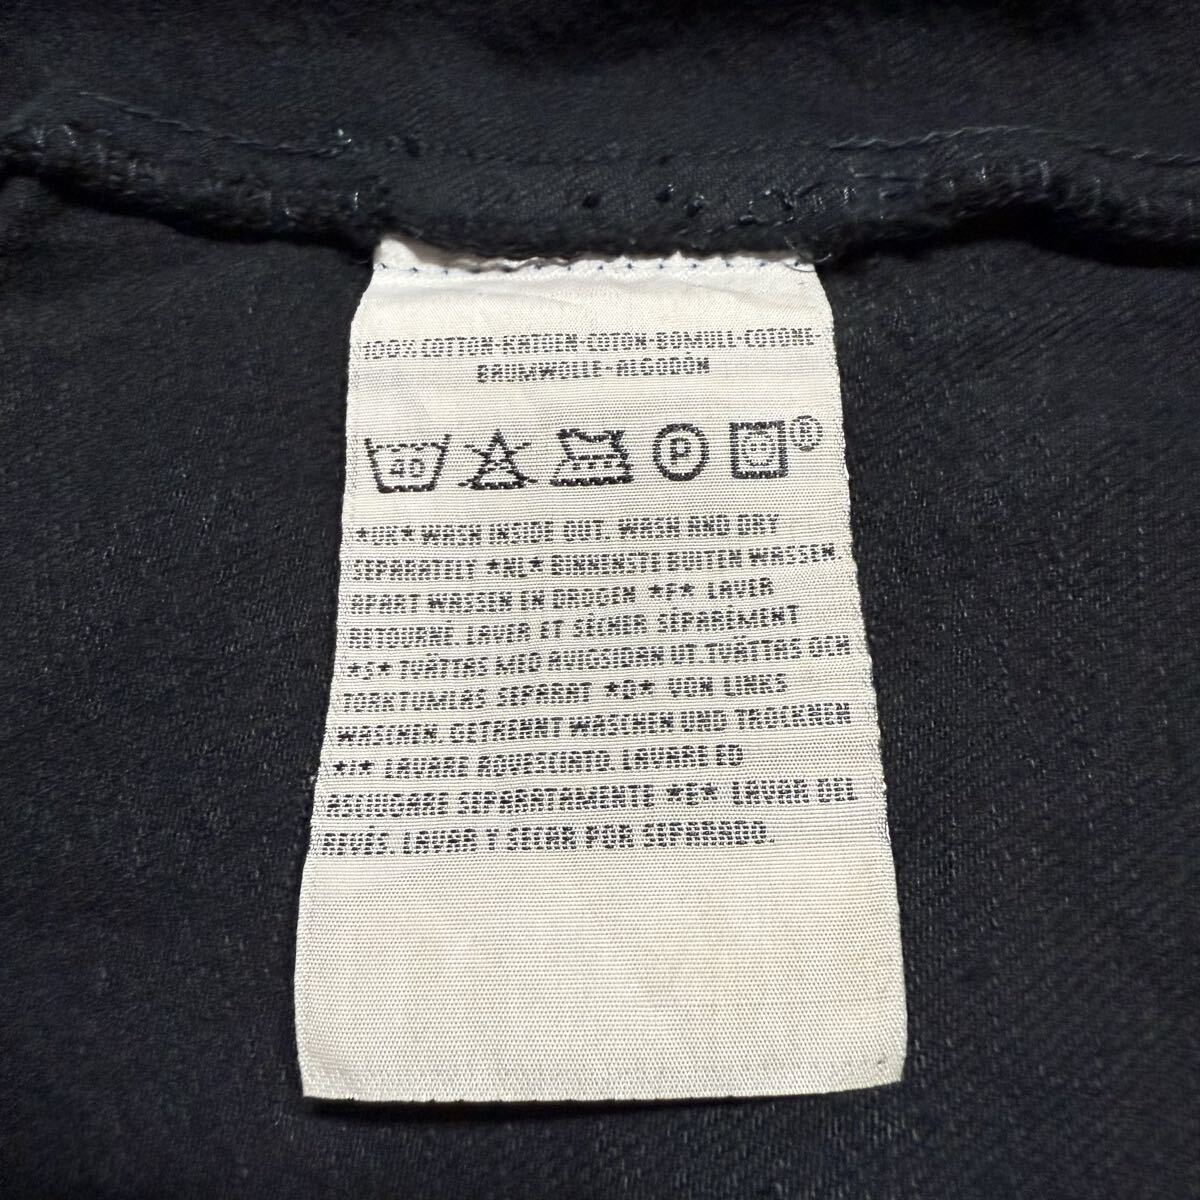 100% COTTON-KATOEN-COTON-BOMULL-COTONE-
BAUMWOLLE-ALGODÓN
40 P ®
*UK* WASH INSIDE OUT. WASH AND DRY
SEPARATELY *NL* BINNENSTE BUITEN WASSEN.
APART WASSEN EN DROGEN *F* LAVER
RETOURNÉ. LAVER ET SÉCHER SÉPARÉMENT
*S* TVÄTTAS MED AVIGSIDAN UT. TVÄTTAS OCH
TORKTUMLAS SEPARAT *D* VON LINKS
WASCHEN. GETRENNT WASCHEN UND TROCKNEN
*I* LAVARE ROVESCIATO. LAVARE ED
ASCIUGARE SEPARATAMENTE *E* LAVAR DEL
REVÉS. LAVAR Y SECAR POR SEPARADO.